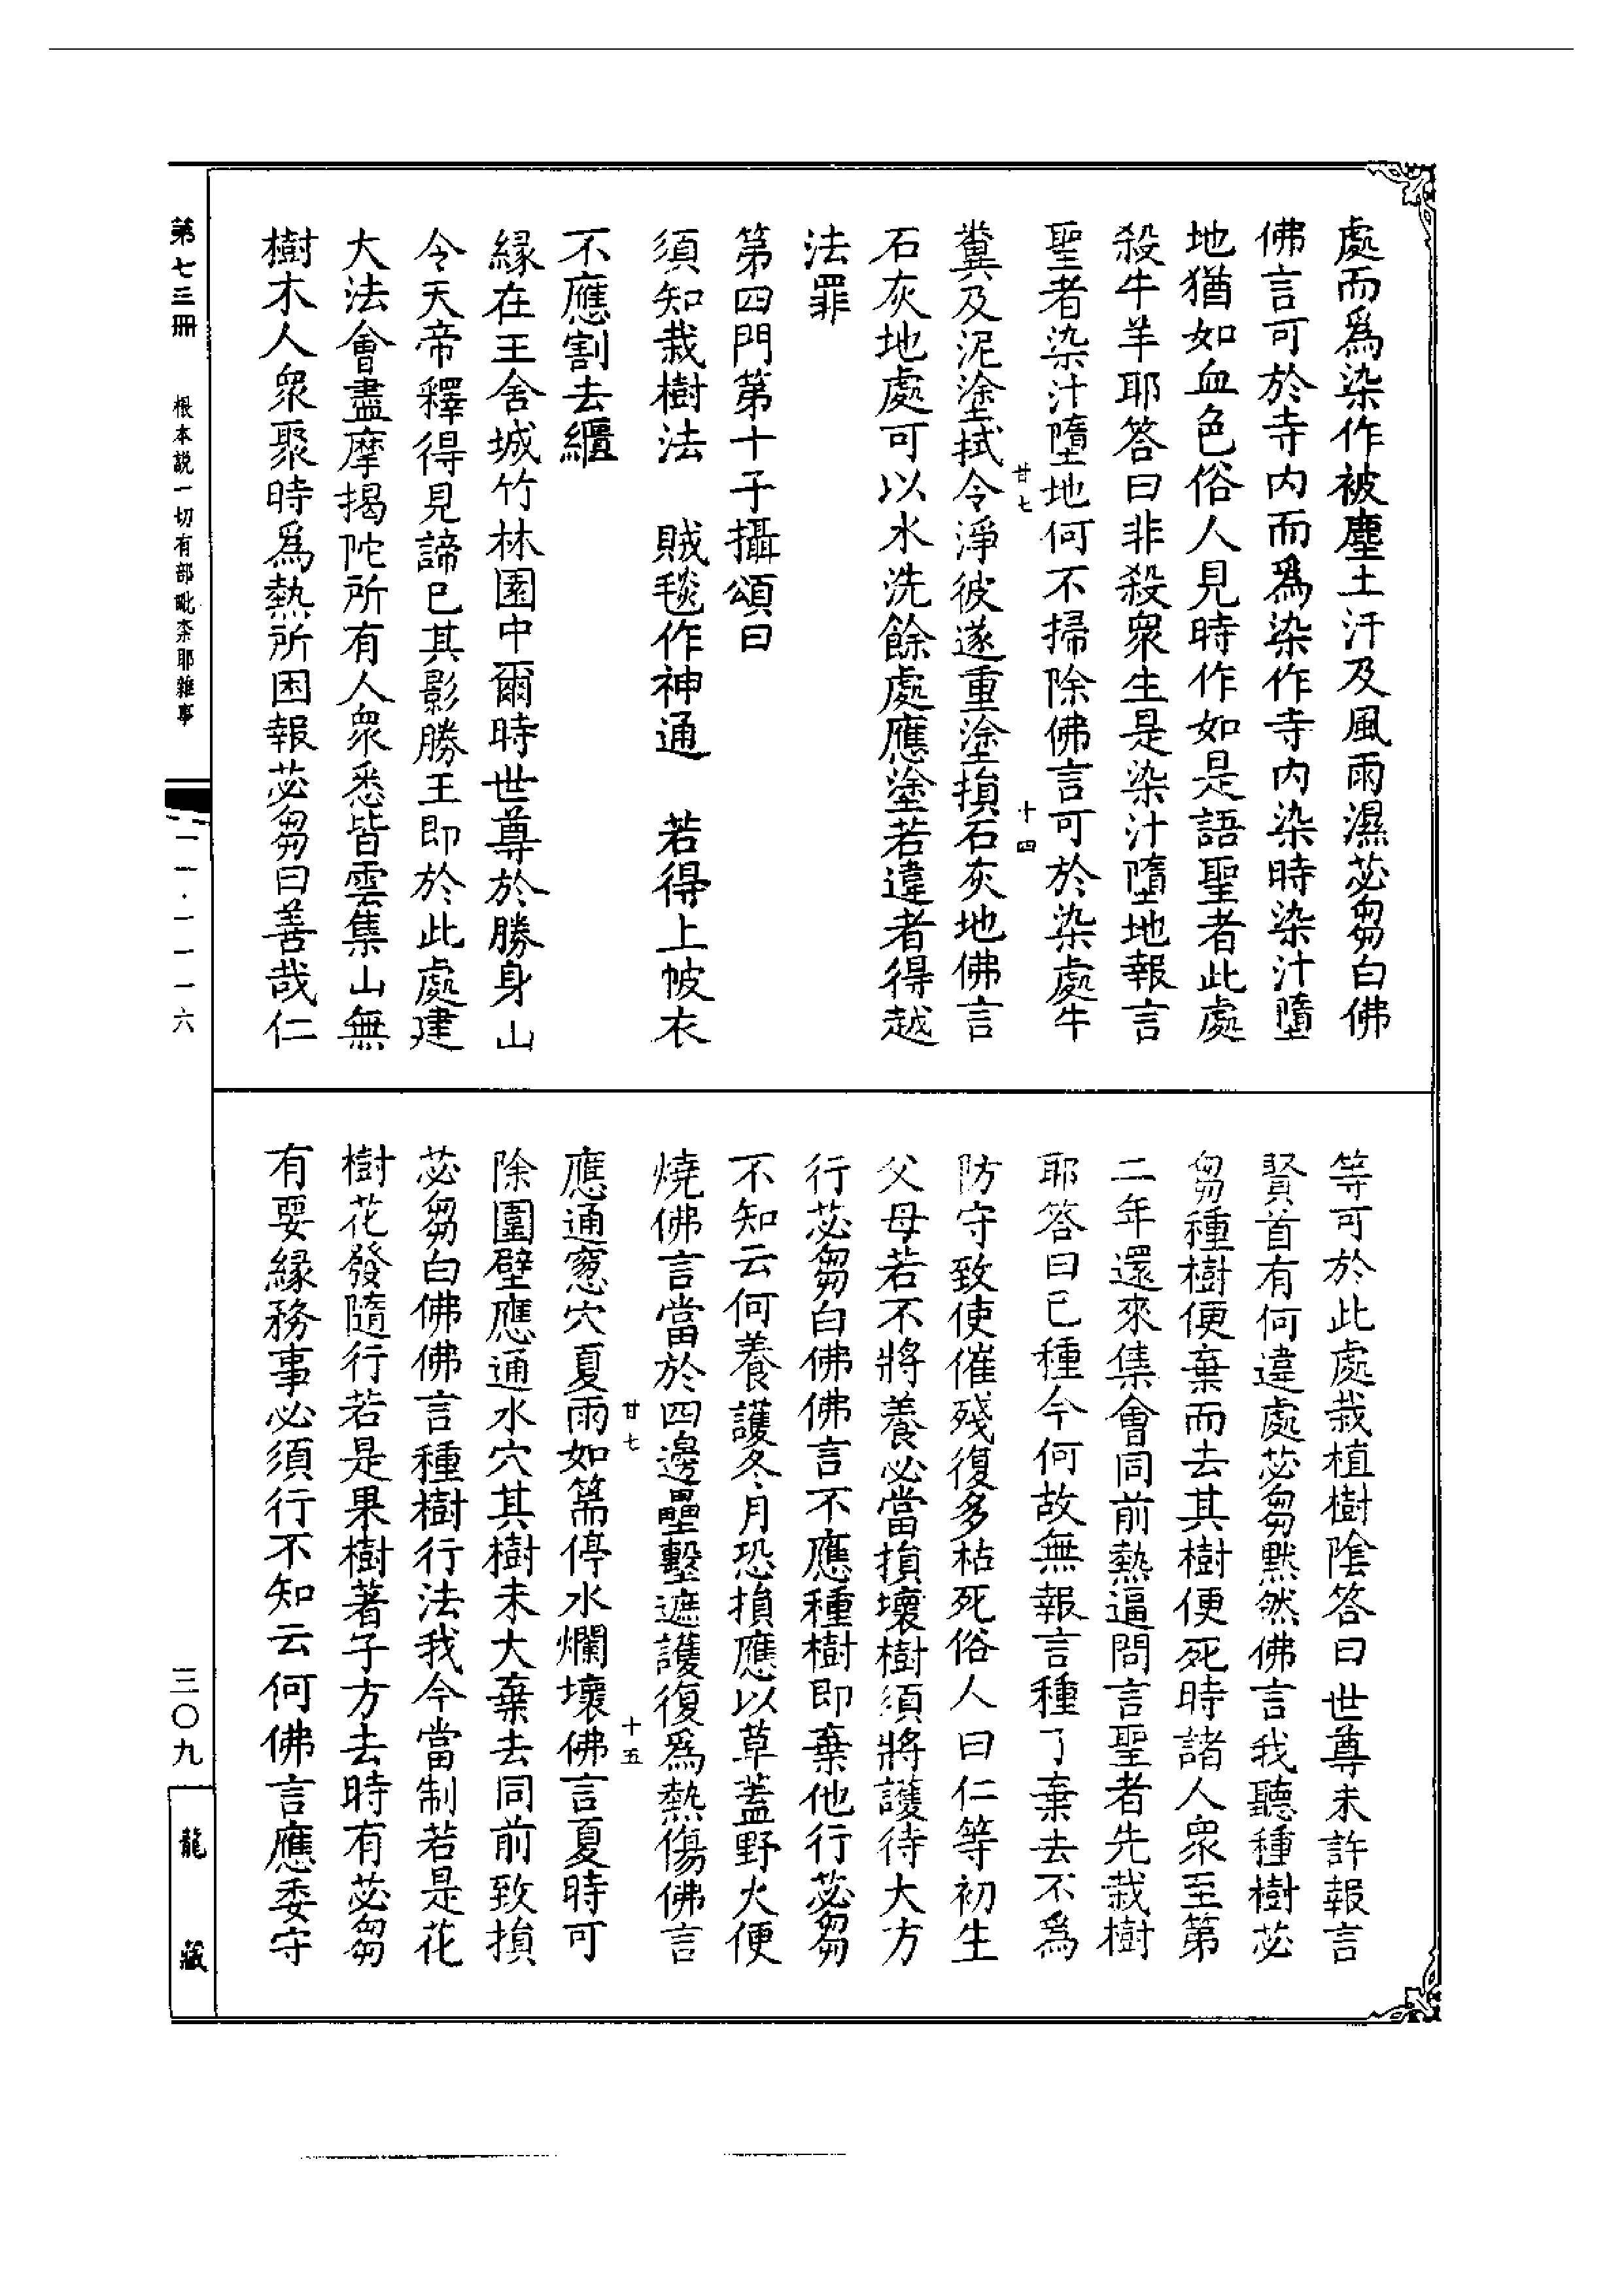 處而爲染作被塵土汗及風雨濕苾芻白佛
佛言可於寺内而爲染作寺内染時染汁墮
地猶如血色俗人見時作如是語聖者此處
殺牛羊耶答曰非殺衆生是染汁墮地報言
聖者染汁墮地何不掃除佛言可於染處牛
廿七 十四
糞及泥塗拭令淨彼遂重塗損石灰地佛言
石灰地處可以水洗餘處應塗若違者得越
法罪
第四門第十子攝頌曰
須知栽樹法 賊毯作神通 若得上帔衣
不應割去繮
緣在王舍城竹林園中爾時世尊於勝身山
令天帝釋得見諦已其影勝王即於此處建
大法會盡摩揭陀所有人衆悉皆雲集山無
樹木人衆聚時爲熱所困報苾芻曰善哉仁
等可於此處栽植樹陰答曰世尊未許報言
賢首有何違處苾芻默然佛言我聽種樹苾
芻種樹便棄而去其樹便死時諸人衆至第
二年還來集會同前熱逼問言聖者先栽樹
耶答曰已種今何故無報言種了棄去不爲
防守致使催殘復多枯死俗人曰仁等初生
父母若不將養必當損壞樹須將護待大方
行苾芻白佛佛言不應種樹即棄他行苾芻
不知云何養護冬月恐損應以草蓋野火便
燒佛言當於四邊壘墼遮護復爲熱傷佛言
廿七 十五
應通窓穴夏雨如篅停水爛壞佛言夏時可
除圍壁應通水穴其樹未大棄去同前致損
苾芻白佛佛言種樹行法我今當制若是花
樹花發隨行若是果樹著子方去時有苾芻
有要緣務事必須行不知云何佛言應委守
第七三冊 根本說一切有部毗奈耶雜事 一一·一一一六 三〇九
龍藏